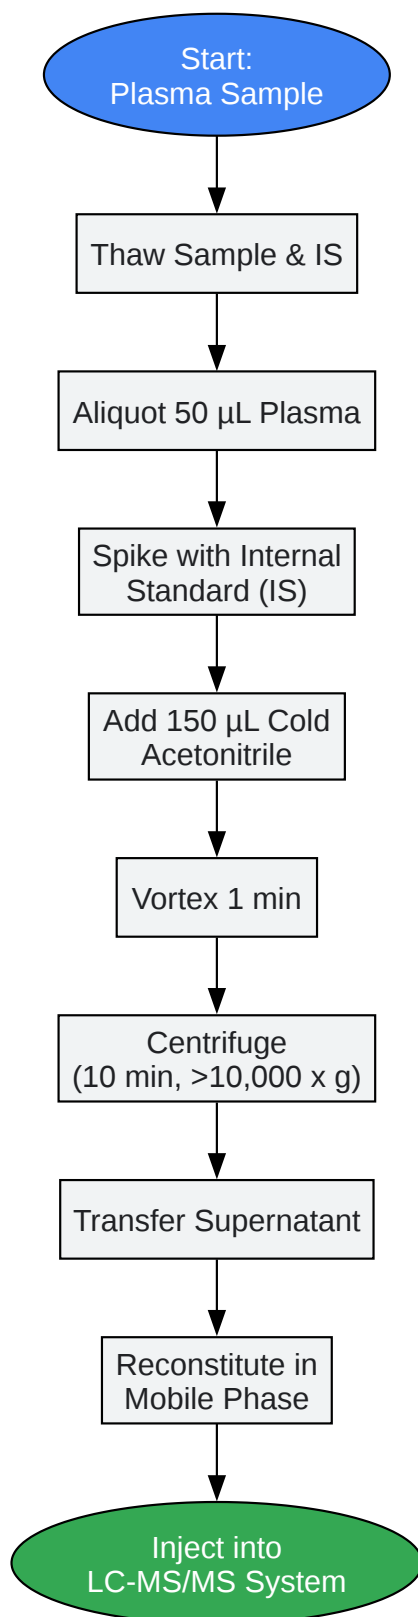 Start:
Plasma Sample
Thaw Sample & IS
Aliquot 50 µL Plasma
Spike with Internal
Standard (IS)
Add 150 µL Cold
Acetonitrile
Vortex 1 min
Centrifuge
(10 min, >10,000 x g)
Transfer Supernatant
Reconstitute in
Mobile Phase
Inject into
LC-MS/MS System